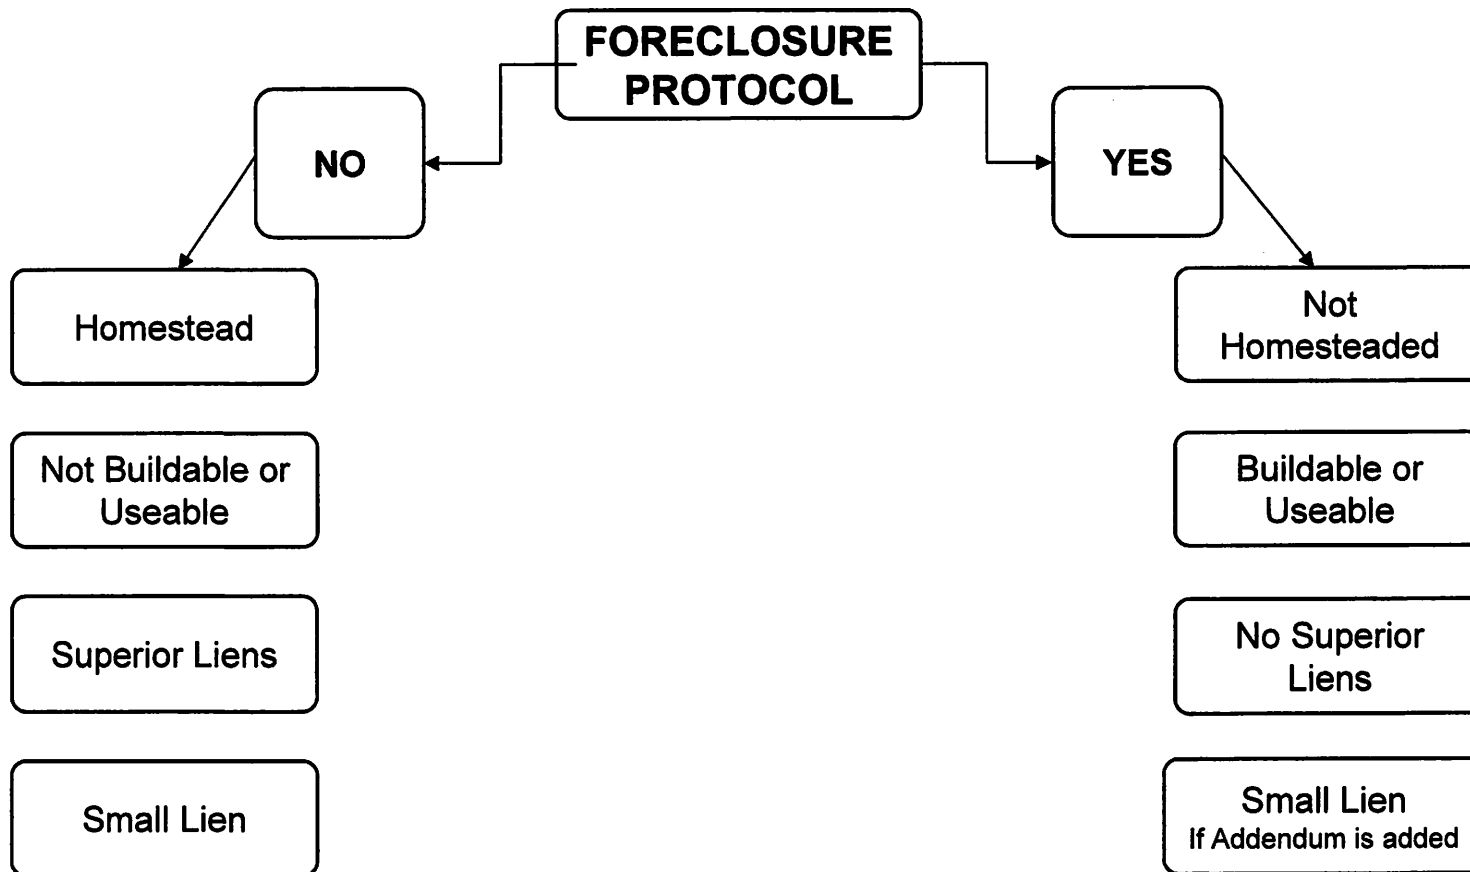 FORECLOSURE
PROTOCOL
NO
YES
Homestead
Not
Homesteaded
Not Buildable or
Useable
Buildable or
Useable
Superior Liens
No Superior
Liens
Small Lien
Small Lien
If Addendum is added